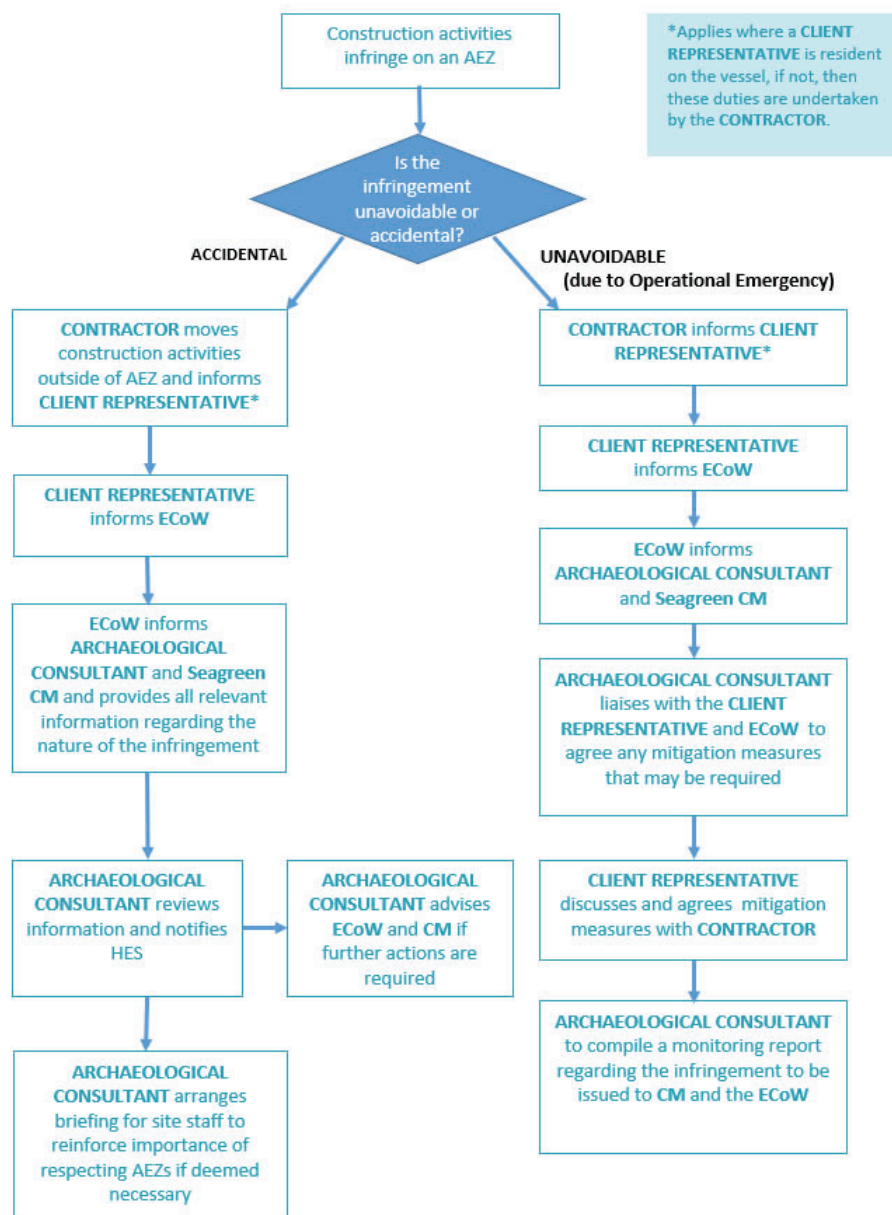 Construction activities
infringe on an AEZ
*Applies where a CLIENT
REPRESENTATIVE is resident
on the vessel, if not, then
these duties are undertaken
by the CONTRACTOR.
Is the
infringement
unavoidable or
accidental?
ACCIDENTAL
UNAVOIDABLE
(due to Operational Emergency)
CONTRACTOR moves
construction activities
outside of AEZ and informs
CLIENT REPRESENTATIVE*
CLIENT REPRESENTATIVE
informs ECoW
ECoW informs
ARCHAEOLOGICAL
CONSULTANT and Seagreen
CM and provides all relevant
information regarding the
nature of the infringement
ARCHAEOLOGICAL
CONSULTANT reviews
information and notifies
HES
ARCHAEOLOGICAL
CONSULTANT advises
ECoW and CM if
further actions are
required
ARCHAEOLOGICAL
CONSULTANT arranges
briefing for site staff to
reinforce importance of
respecting AEZs if deemed
necessary
CONTRACTOR informs CLIENT
REPRESENTATIVE*
CLIENT REPRESENTATIVE
informs ECoW
ECoW informs
ARCHAEOLOGICAL CONSULTANT
and Seagreen CM
ARCHAEOLOGICAL CONSULTANT
liaises with the CLIENT
REPRESENTATIVE and ECoW to
agree any mitigation measures
that may be required
CLIENT REPRESENTATIVE
discusses and agrees mitigation
measures with CONTRACTOR
ARCHAEOLOGICAL CONSULTANT
to compile a monitoring report
regarding the infringement to be
issued to CM and the ECoW